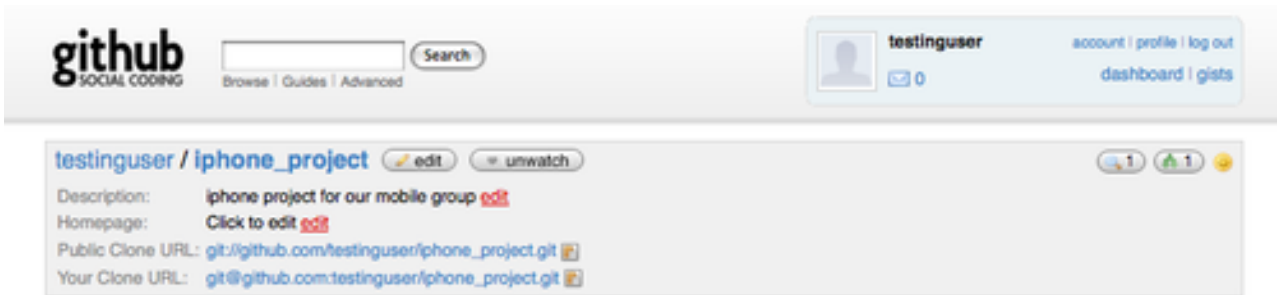 github
SOCIAL CODING
Search
Browse | Guides | Advanced
testinguser
account | profile | log out
0
dashboard | gists
testinguser / iphone_project edit unwatch 1 1
Description: iphone project for our mobile group edit
Homepage: Click to edit edit
Public Clone URL: git://github.com/testinguser/iphone_project.git
Your Clone URL: git@github.com:testinguser/iphone_project.git